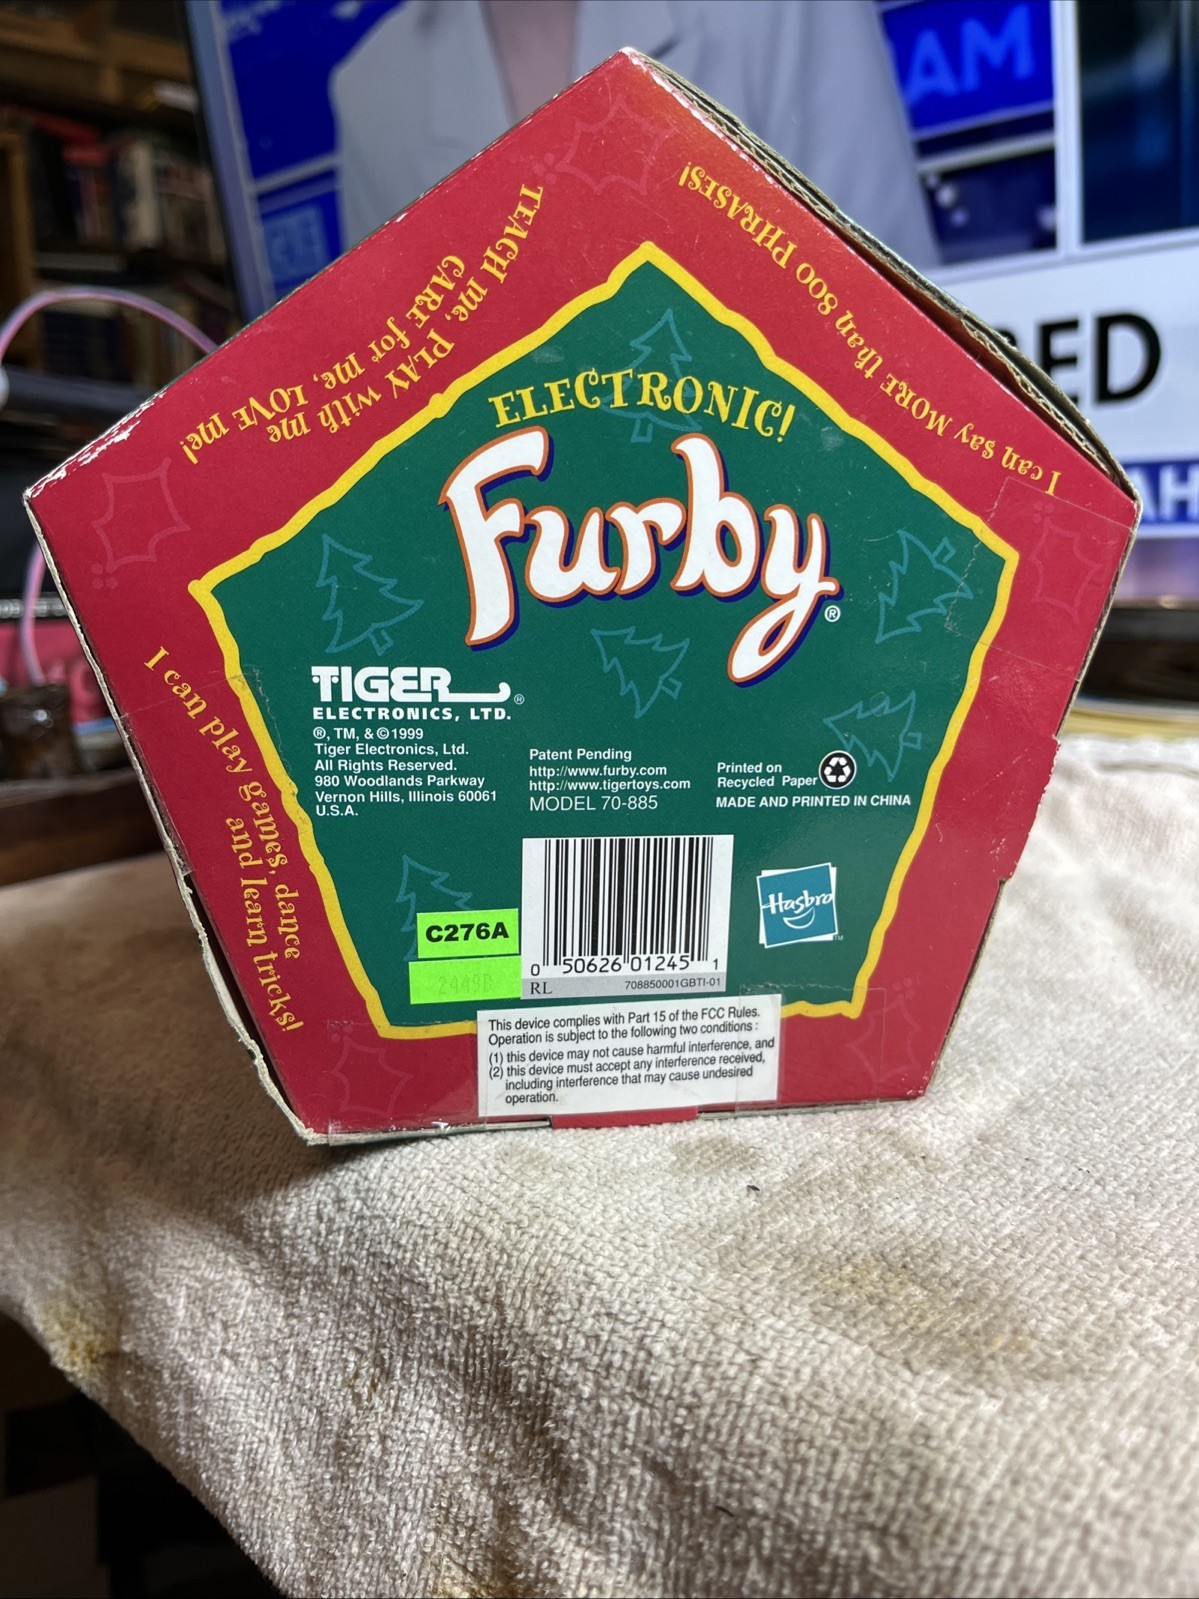 AM
ED
AH
TEACH me, PLAY with me
CARE for me, LOVE me!
I can say MORE than 800 PHRASES!
I can play games, dance
and learn tricks!
ELECTRONIC!
Furby®
TIGER®
ELECTRONICS, LTD.
®, TM, & ©1999
Tiger Electronics, Ltd.
All Rights Reserved.
980 Woodlands Parkway
Vernon Hills, Illinois 60061
U.S.A.
Patent Pending
http://www.furby.com
http://www.tigertoys.com
MODEL 70-885
Printed on
Recycled Paper
MADE AND PRINTED IN CHINA
C276A
2449D
0 50626 01245 1
RL 708850001GBTI-01
Hasbro
TM
This device complies with Part 15 of the FCC Rules.
Operation is subject to the following two conditions :
(1) this device may not cause harmful interference, and
(2) this device must accept any interference received,
including interference that may cause undesired
operation.